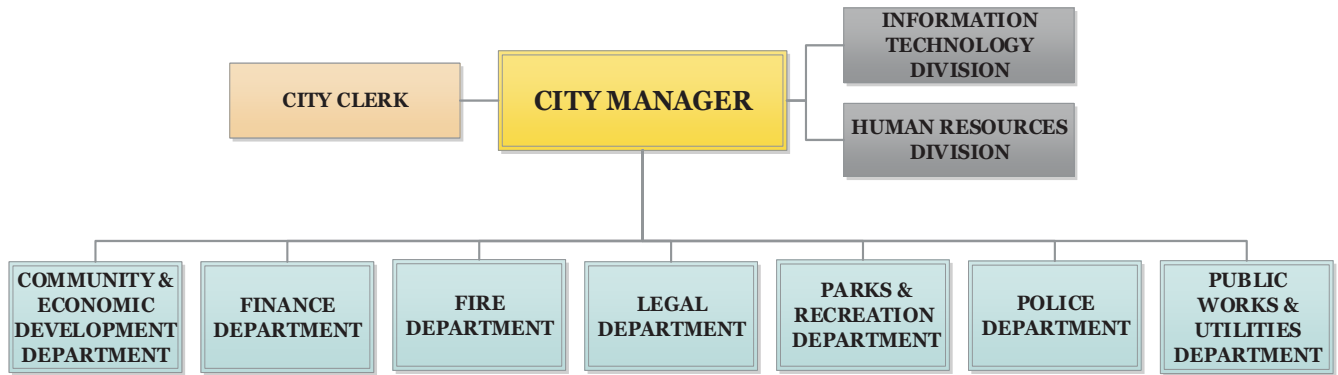 INFORMATION
TECHNOLOGY
DIVISION
CITY CLERK
CITY MANAGER
HUMAN RESOURCES
DIVISION
COMMUNITY &
ECONOMIC
DEVELOPMENT
DEPARTMENT
FINANCE
DEPARTMENT
FIRE
DEPARTMENT
LEGAL
DEPARTMENT
PARKS &
RECREATION
DEPARTMENT
POLICE
DEPARTMENT
PUBLIC
WORKS &
UTILITIES
DEPARTMENT